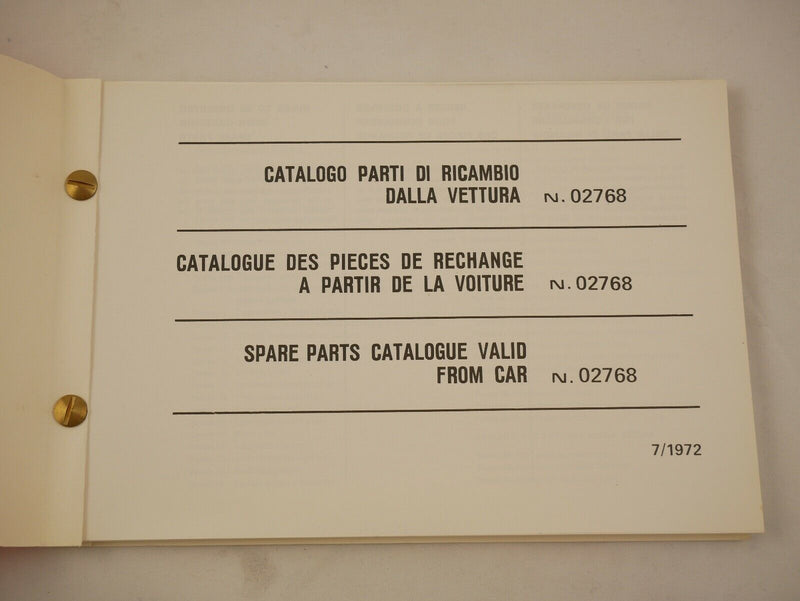 CATALOGO PARTI DI RICAMBIO
DALLA VETTURA N. 02768
CATALOGUE DES PIECES DE RECHANGE
A PARTIR DE LA VOITURE N. 02768
SPARE PARTS CATALOGUE VALID
FROM CAR N. 02768
7/1972